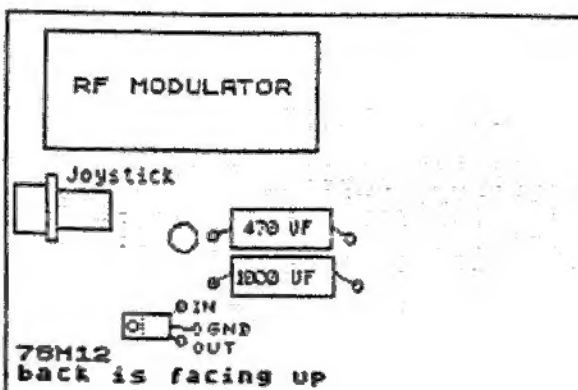 RF MODULATOR
Joystick
470 UF
1000 UF
IN
GND
OUT
78M12
back is facing up